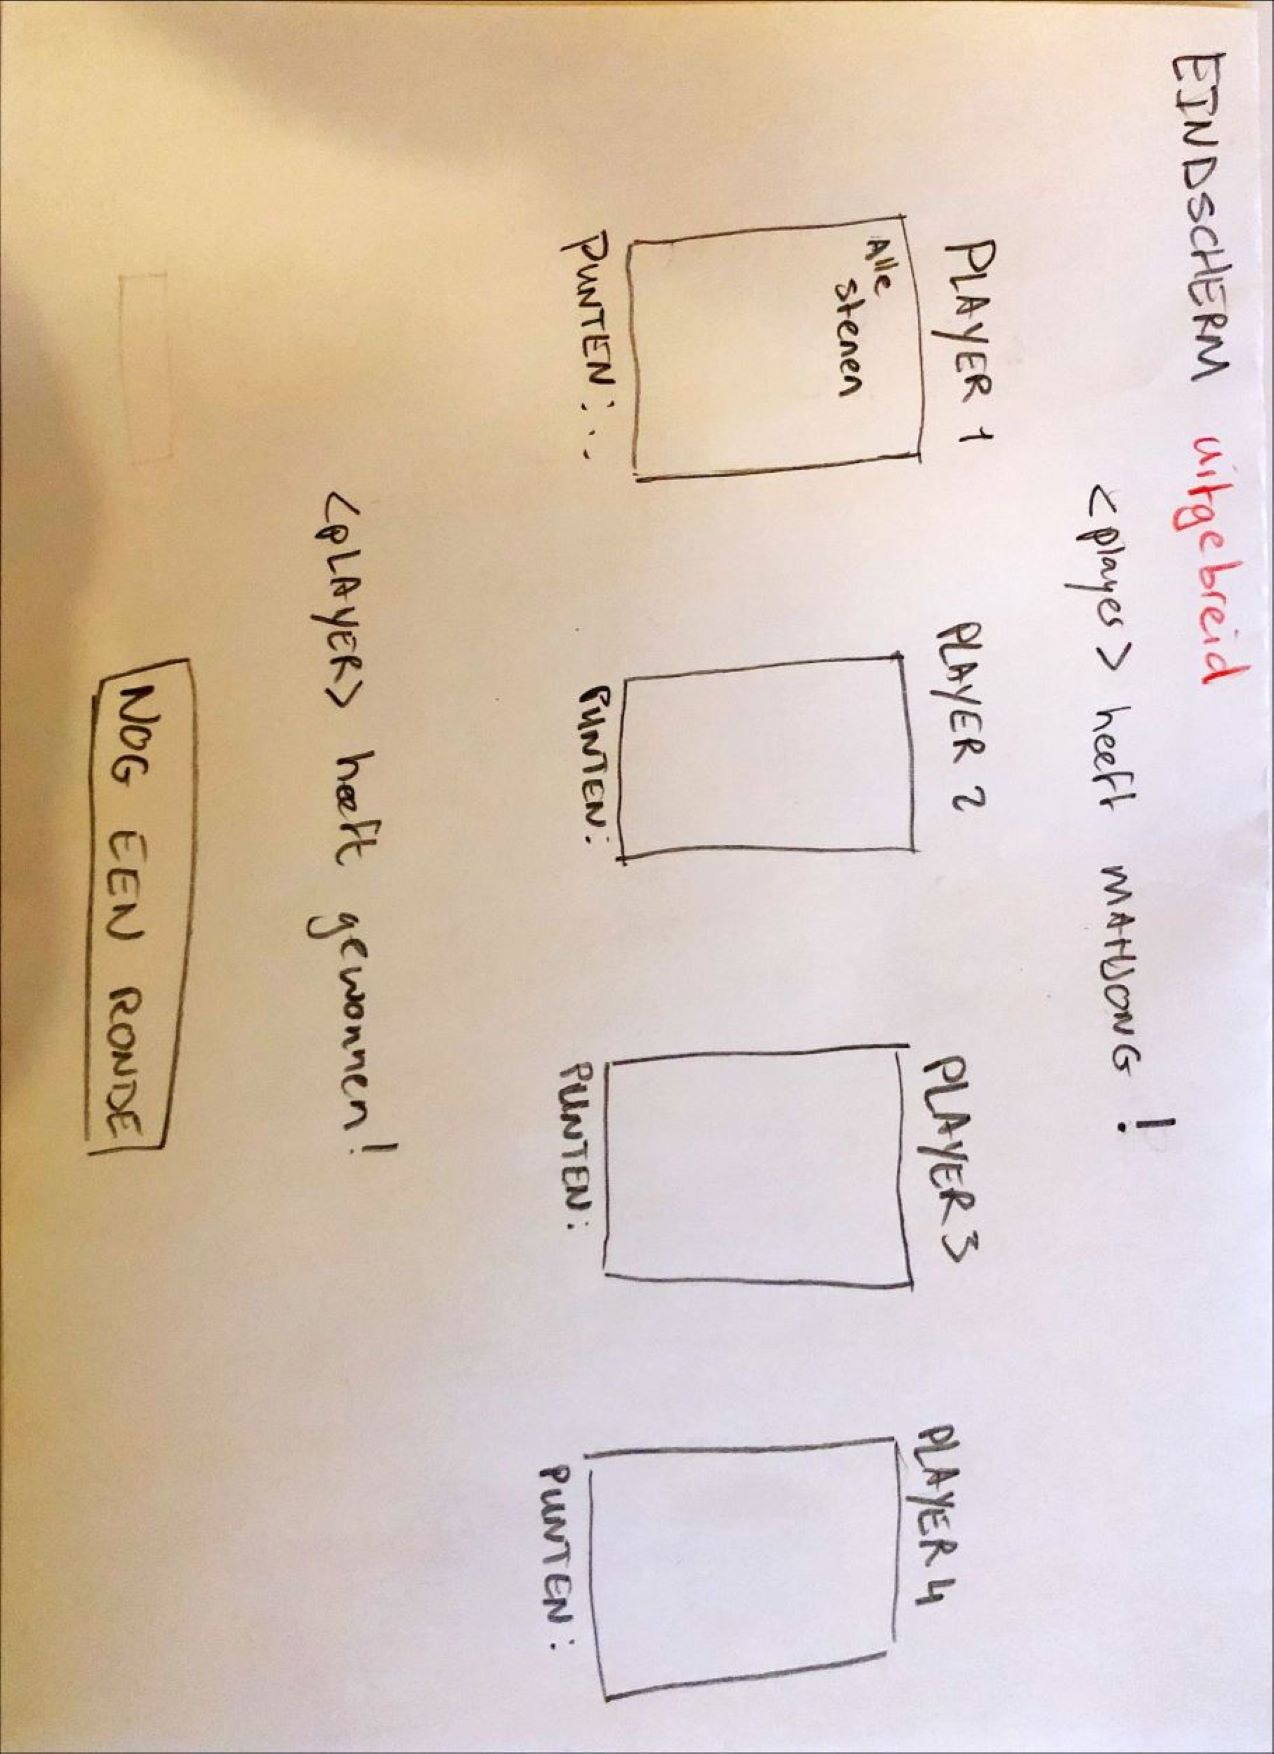 EINDSCHERM uitgebreid
<player> heeft MAHJONG !
PLAYER 1 PLAYER 2 PLAYER 3 PLAYER 4
Alle
stenen
PUNTEN:.. PUNTEN: PUNTEN: PUNTEN:
<PLAYER> heeft gewonnen!
NOG EEN RONDE